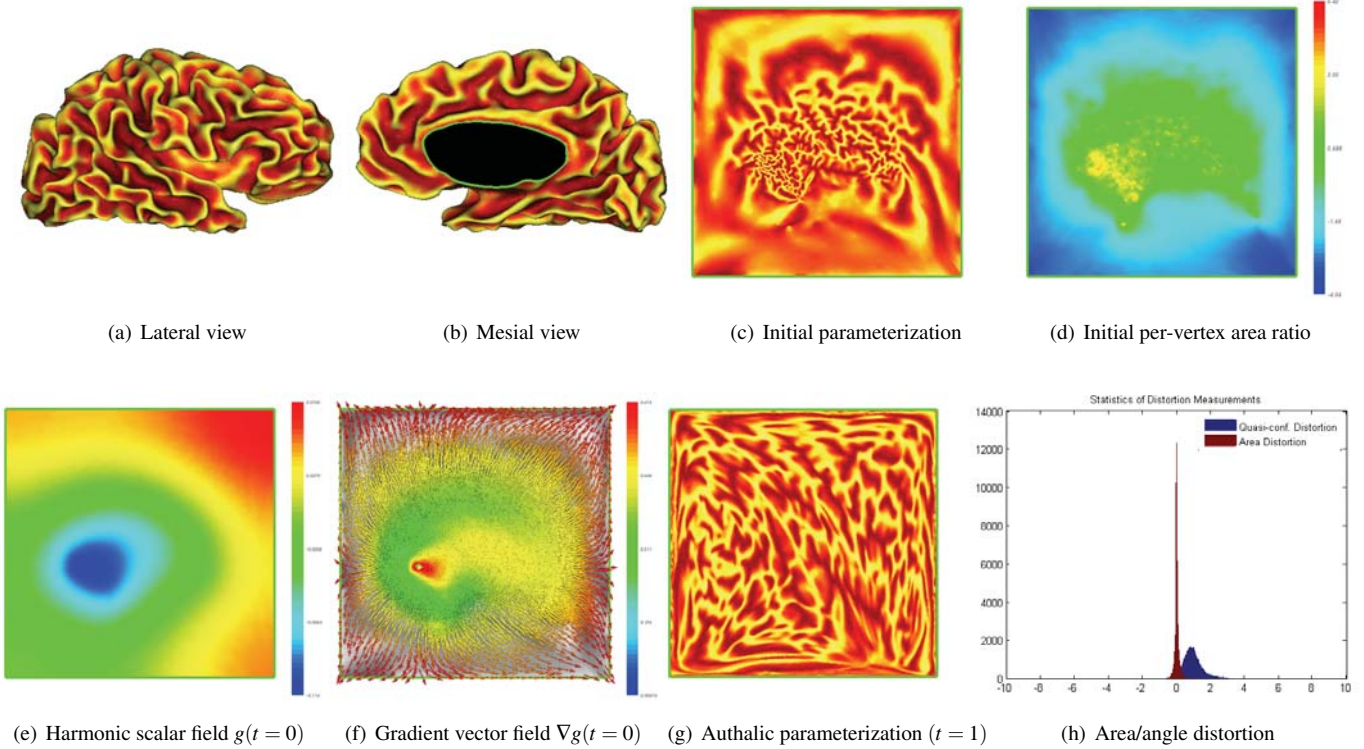 (a) Lateral view
(b) Mesial view
(c) Initial parameterization
(d) Initial per-vertex area ratio
Statistics of Distortion Measurements
Quasi-conf. Distortion
Area Distortion
14000
12000
10000
8000
6000
4000
2000
0
-10 -8 -6 -4 -2 0 2 4 6 8 10
(e) Harmonic scalar field g(t = 0)
(f) Gradient vector field ∇g(t = 0)
(g) Authalic parameterization (t = 1)
(h) Area/angle distortion